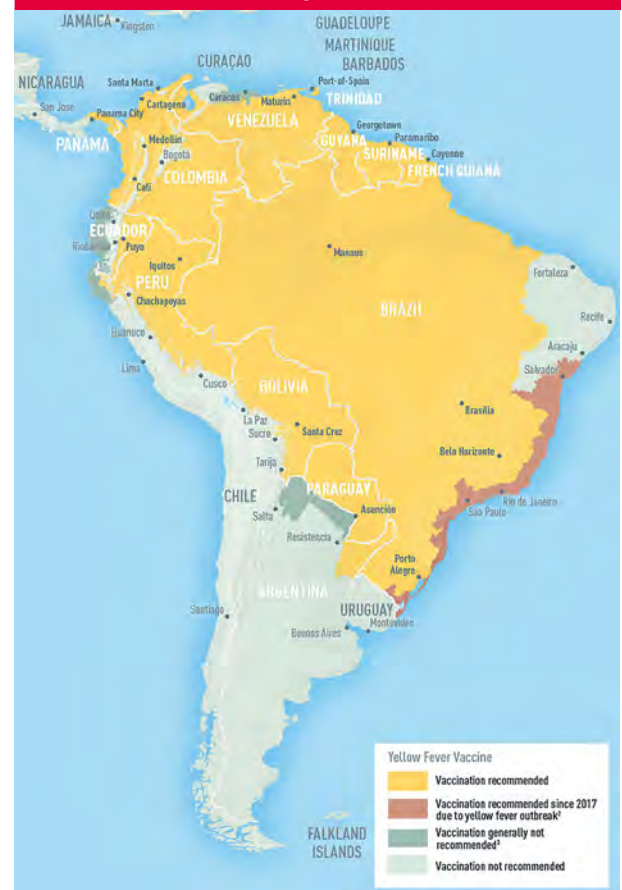 JAMAICA
Kingston
GUADELOUPE
MARTINIQUE
BARBADOS
CURAÇAO
NICARAGUA
Santa Marta
Port-of-Spain
Caracas
Maturin
TRINIDAD
San Jose
Cartagena
Panama City
VENEZUELA
Georgetown
Paramaribo
PANAMA
GUYANA
SURINAME
Cayenne
Medellín
Bogotá
FRENCH GUIANA
COLOMBIA
Cali
Quito
ECUADOR
Riobamba
Puyo
Manaus
Iquitos
Fortaleza
PERU
Chachapoyas
BRAZIL
Recife
Huanuco
Aracaju
Lima
Salvador
Cusco
BOLIVIA
Brasília
La Paz
Santa Cruz
Sucre
Belo Horizonte
Tarija
PARAGUAY
Rio de Janeiro
CHILE
Asención
São Paulo
Salta
Resistencia
Porto
Alegre
ARGENTINA
Santiago
URUGUAY
Buenos Aires
Montevideo
Yellow Fever Vaccine
Vaccination recommended
Vaccination recommended since 2017
due to yellow fever outbreak²
Vaccination generally not
recommended³
Vaccination not recommended
FALKLAND
ISLANDS